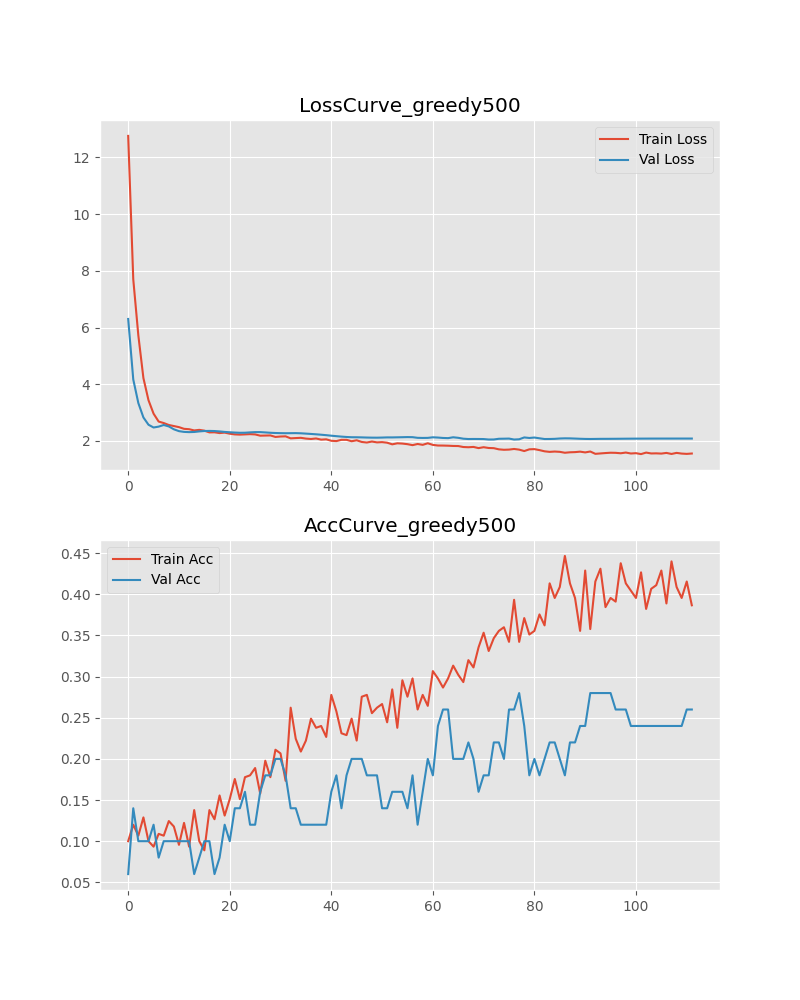 LossCurve_greedy500
12
10
8
6
4
2
Train Loss
Val Loss
0 20 40 60 80 100
AccCurve_greedy500
0.45
0.40
0.35
0.30
0.25
0.20
0.15
0.10
0.05
Train Acc
Val Acc
0 20 40 60 80 100